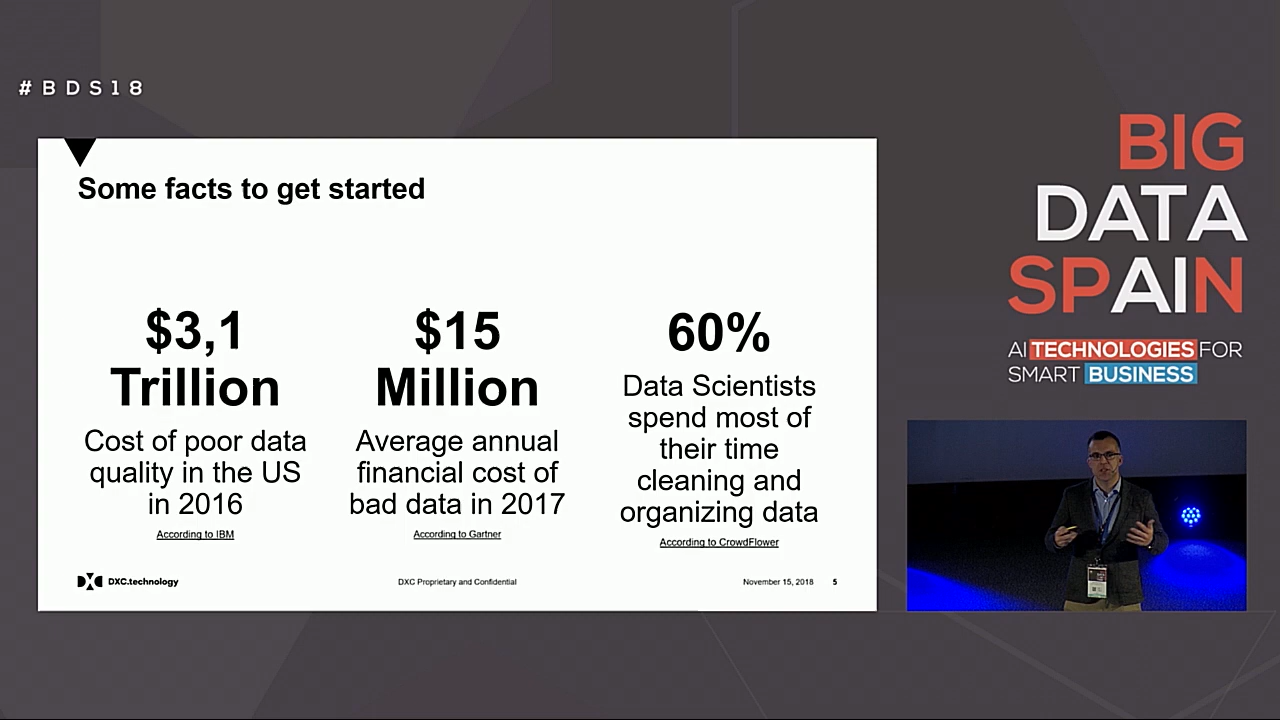 #BDS18
Some facts to get started
$3,1
Trillion
Cost of poor data
quality in the US
in 2016
According to IBM
$15
Million
Average annual
financial cost of
bad data in 2017
According to Gartner
60%
Data Scientists
spend most of
their time
cleaning and
organizing data
According to CrowdFlower
DXC.technology
DXC Proprietary and Confidential
November 15, 2018
5
BIG
DATA
SPAIN
AI TECHNOLOGIES FOR
SMART BUSINESS